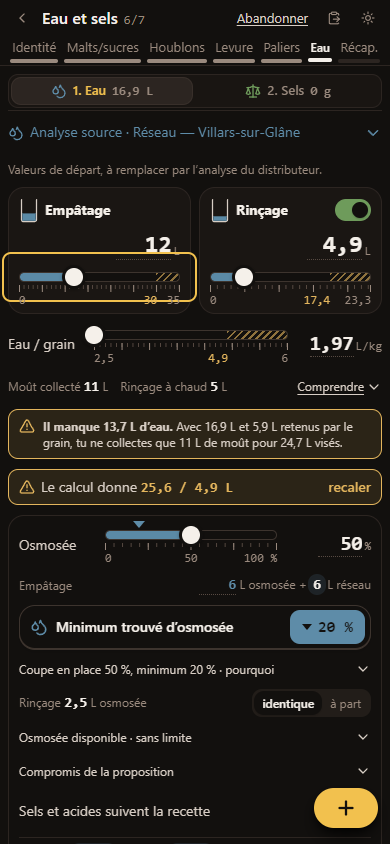 Eau et sels 6/7
Abandonner
Identité Malts/sucres Houblons Levure Paliers Eau Récap.
1. Eau 16,9 L
2. Sels 0 g
Analyse source · Réseau — Villars-sur-Glâne
Valeurs de départ, à remplacer par l'analyse du distributeur.
Empâtage
12 L
0 30 35
Rinçage
4,9 L
0 17,4 23,3
Eau / grain
2,5 4,9 6
1,97 L/kg
Moût collecté 11 L Rinçage à chaud 5 L
Comprendre
Il manque 13,7 L d'eau. Avec 16,9 L et 5,9 L retenus par le
grain, tu ne collectes que 11 L de moût pour 24,7 L visés.
Le calcul donne 25,6 / 4,9 L
recaler
Osmosée
0 50 100 %
50 %
Empâtage
6 L osmosée + 6 L réseau
Minimum trouvé d'osmosée
20 %
Coupe en place 50 %, minimum 20 % · pourquoi
Rinçage 2,5 L osmosée
identique à part
Osmosée disponible · sans limite
Compromis de la proposition
Sels et acides suivent la recette
+